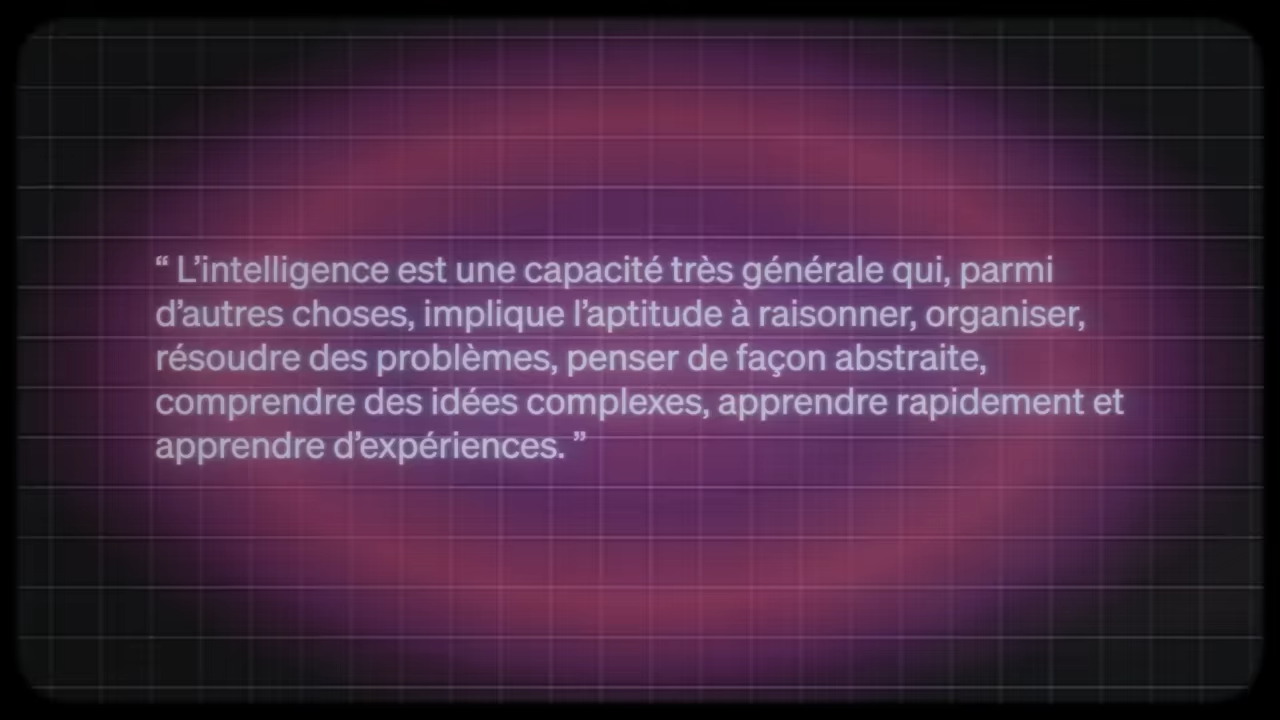 “ L’intelligence est une capacité très générale qui, parmi
d’autres choses, implique l’aptitude à raisonner, organiser,
résoudre des problèmes, penser de façon abstraite,
comprendre des idées complexes, apprendre rapidement et
apprendre d’expériences. ”